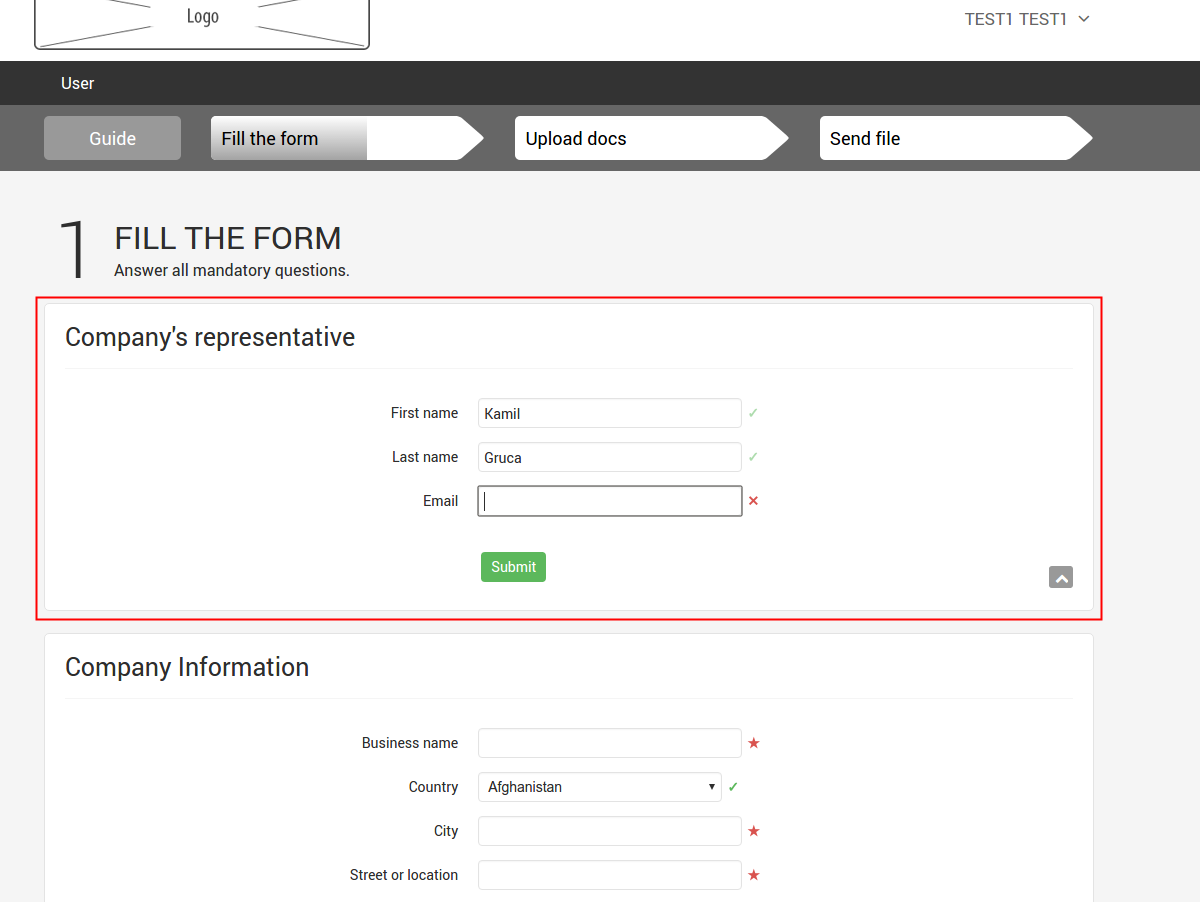 Logo
TEST1 TEST1
User
Guide
Fill the form
Upload docs
Send file
1
FILL THE FORM
Answer all mandatory questions.
Company's representative
First name Kamil
Last name Gruca
Email
Submit
Company Information
Business name
Country Afghanistan
City
Street or location